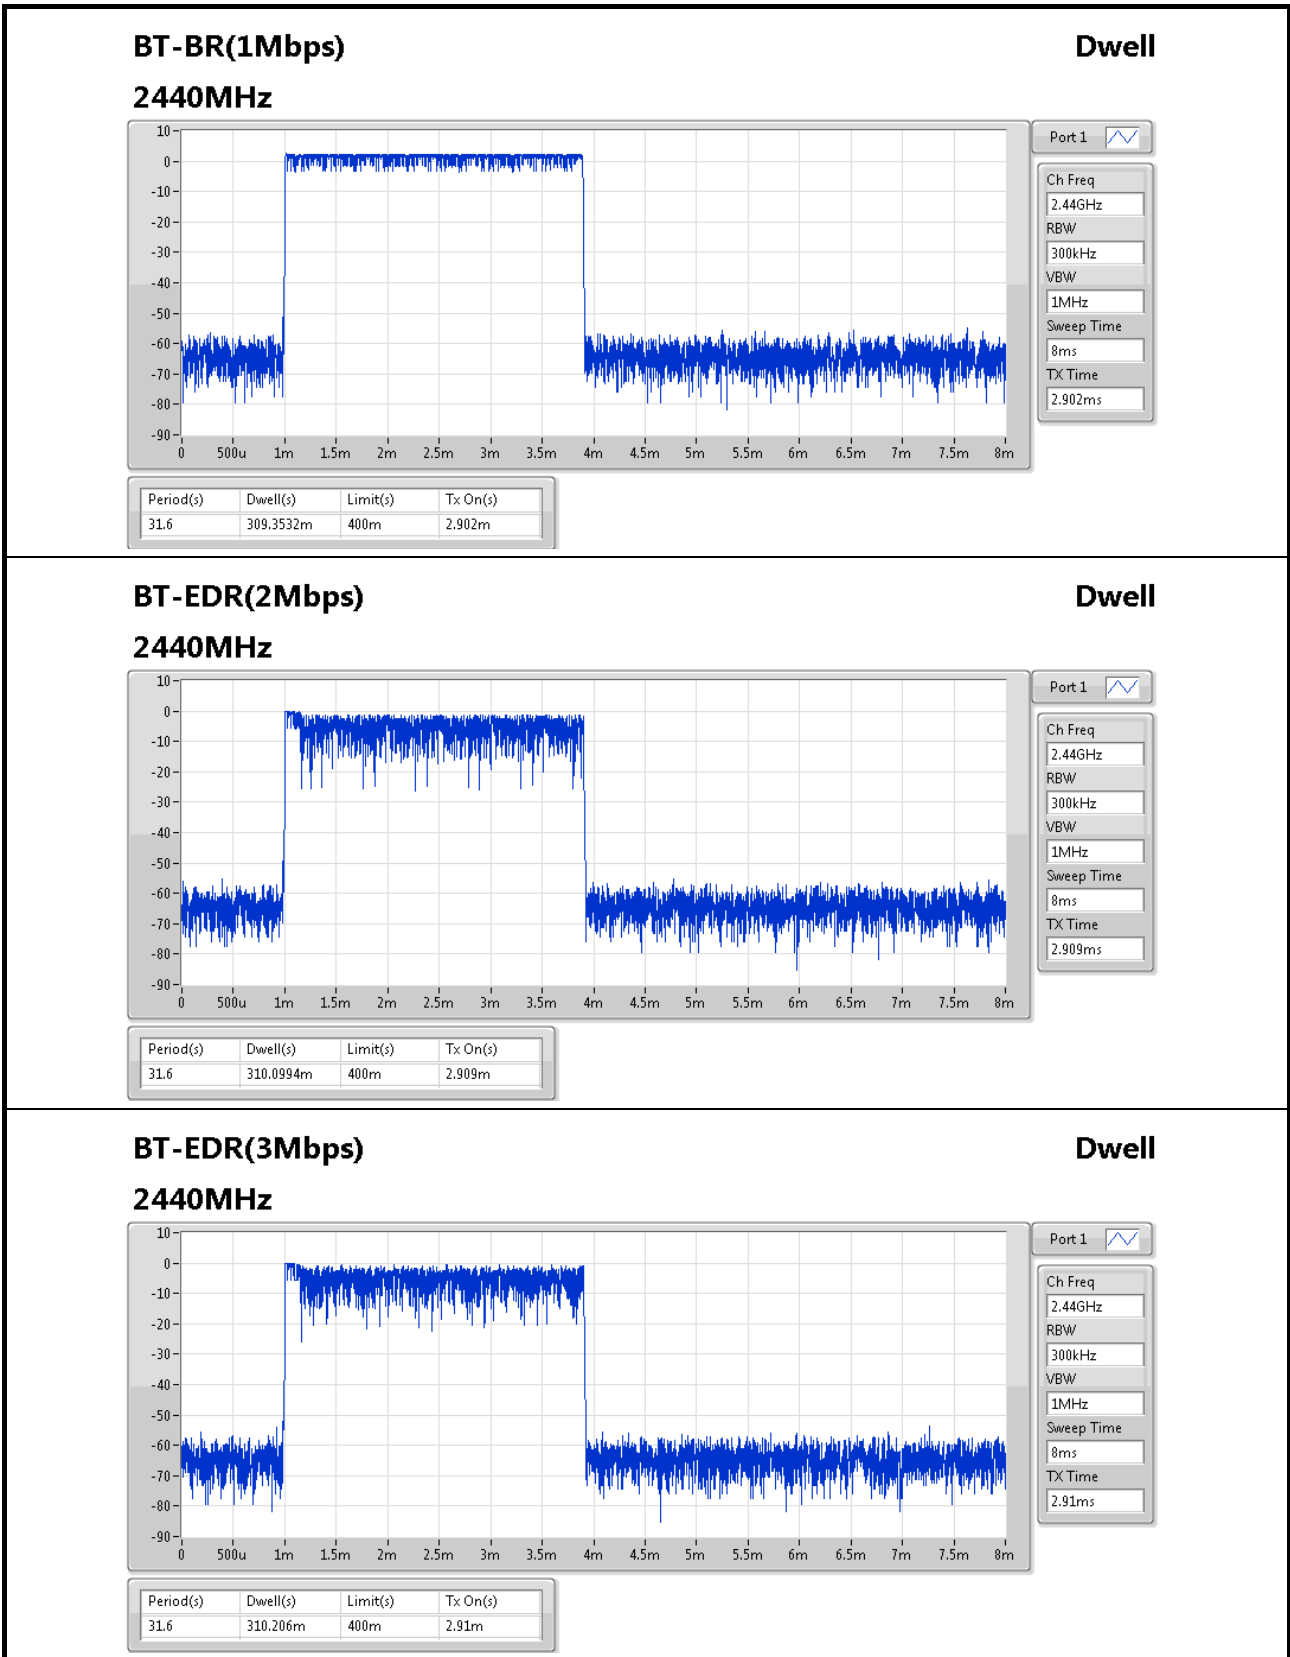 BT-BR(1Mbps) Dwell
2440MHz
10
0
-10
-20
-30
-40
-50
-60
-70
-80
-90
0 500u 1m 1.5m 2m 2.5m 3m 3.5m 4m 4.5m 5m 5.5m 6m 6.5m 7m 7.5m 8m
Port 1
Ch Freq
2.44GHz
RBW
300kHz
VBW
1MHz
Sweep Time
8ms
TX Time
2.902ms
Period(s) Dwell(s) Limit(s) Tx On(s)
31.6 309.3532m 400m 2.902m
BT-EDR(2Mbps) Dwell
2440MHz
10
0
-10
-20
-30
-40
-50
-60
-70
-80
-90
0 500u 1m 1.5m 2m 2.5m 3m 3.5m 4m 4.5m 5m 5.5m 6m 6.5m 7m 7.5m 8m
Port 1
Ch Freq
2.44GHz
RBW
300kHz
VBW
1MHz
Sweep Time
8ms
TX Time
2.909ms
Period(s) Dwell(s) Limit(s) Tx On(s)
31.6 310.0994m 400m 2.909m
BT-EDR(3Mbps) Dwell
2440MHz
10
0
-10
-20
-30
-40
-50
-60
-70
-80
-90
0 500u 1m 1.5m 2m 2.5m 3m 3.5m 4m 4.5m 5m 5.5m 6m 6.5m 7m 7.5m 8m
Port 1
Ch Freq
2.44GHz
RBW
300kHz
VBW
1MHz
Sweep Time
8ms
TX Time
2.91ms
Period(s) Dwell(s) Limit(s) Tx On(s)
31.6 310.206m 400m 2.91m